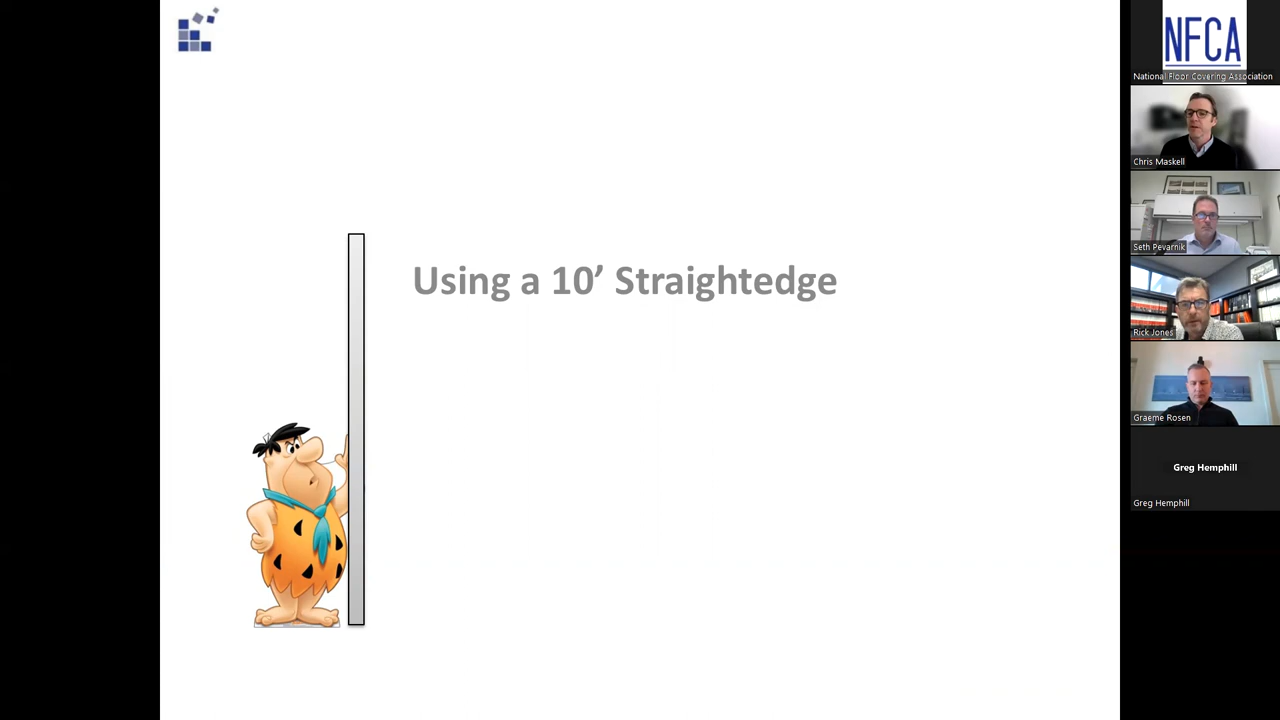 Using a 10’ Straightedge
NFCA
National Floor Covering Association
Chris Maskell
Seth Pevarnik
Rick Jones
Graeme Rosen
Greg Hemphill
Greg Hemphill